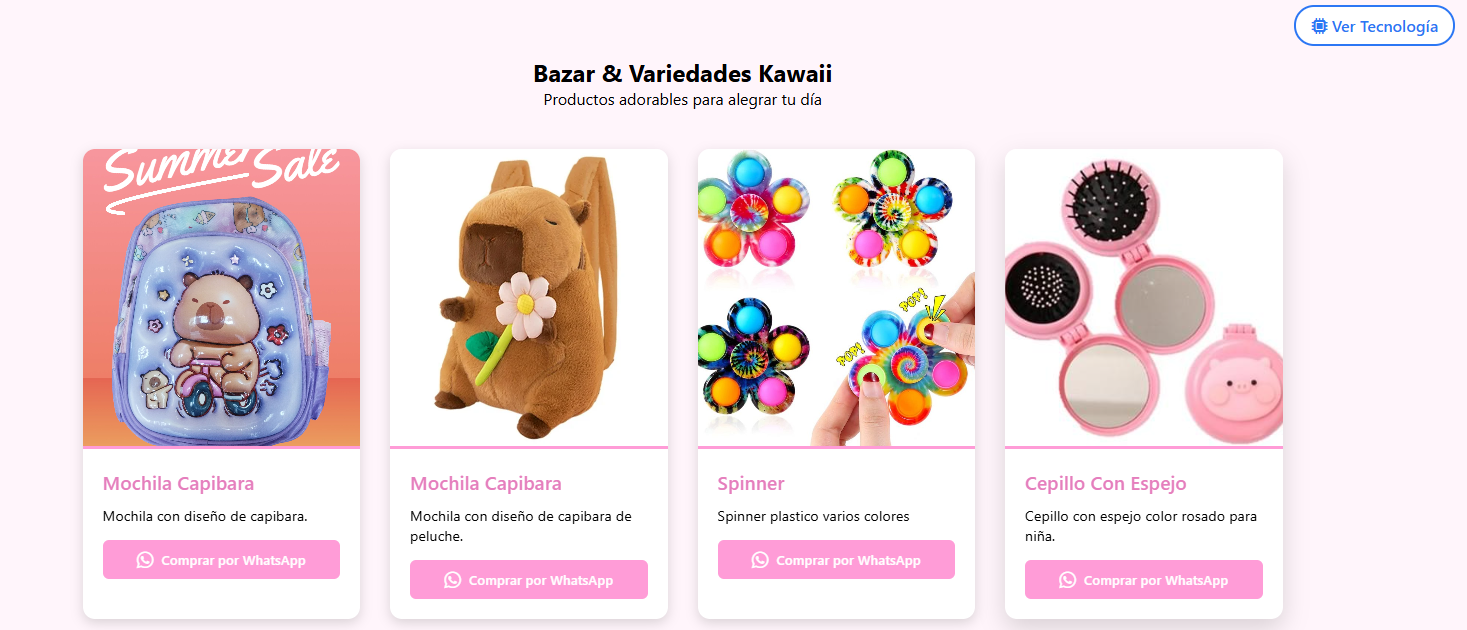 Ver Tecnología
Bazar & Variedades Kawaii
Productos adorables para alegrar tu día
Summer Sale
POP!
POP!
Mochila Capibara
Mochila con diseño de capibara.
Comprar por WhatsApp
Mochila Capibara
Mochila con diseño de capibara de
peluche.
Comprar por WhatsApp
Spinner
Spinner plastico varios colores
Comprar por WhatsApp
Cepillo Con Espejo
Cepillo con espejo color rosado para
niña.
Comprar por WhatsApp